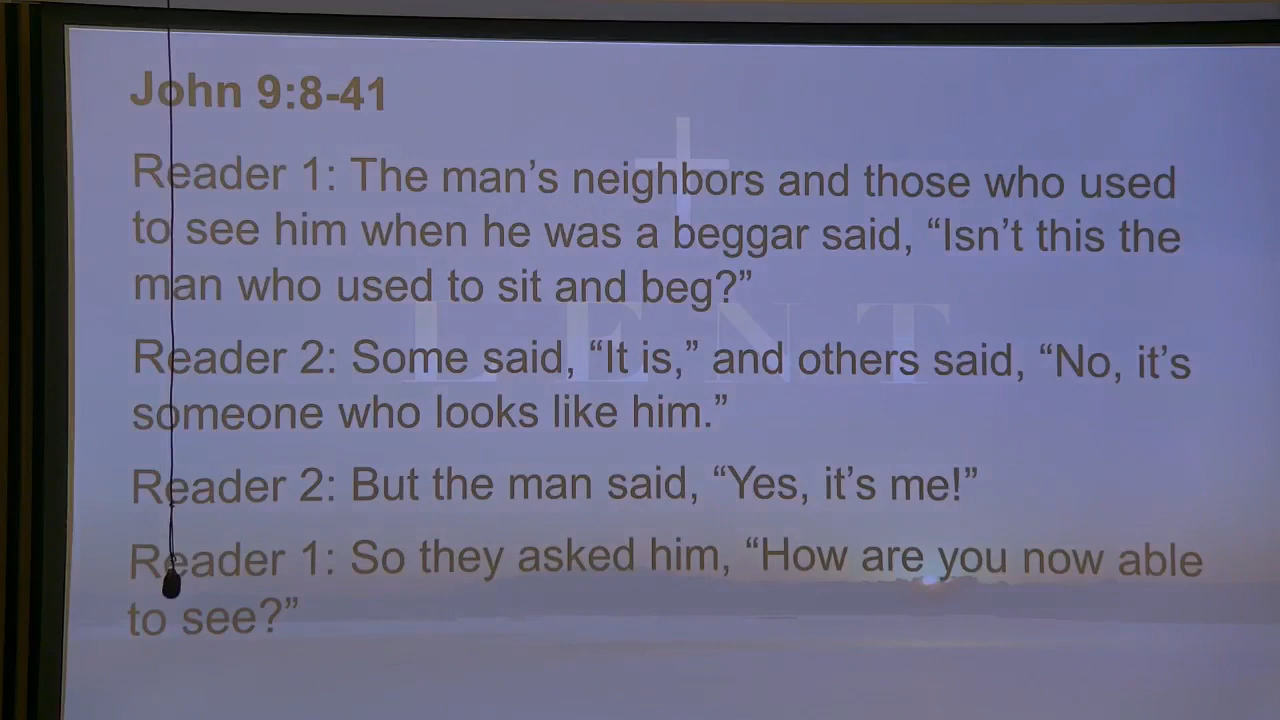 John 9:8-41
Reader 1: The man’s neighbors and those who used
to see him when he was a beggar said, “Isn’t this the
man who used to sit and beg?”
LENT
Reader 2: Some said, “It is,” and others said, “No, it’s
someone who looks like him.”
Reader 2: But the man said, “Yes, it’s me!”
Reader 1: So they asked him, “How are you now able
to see?”